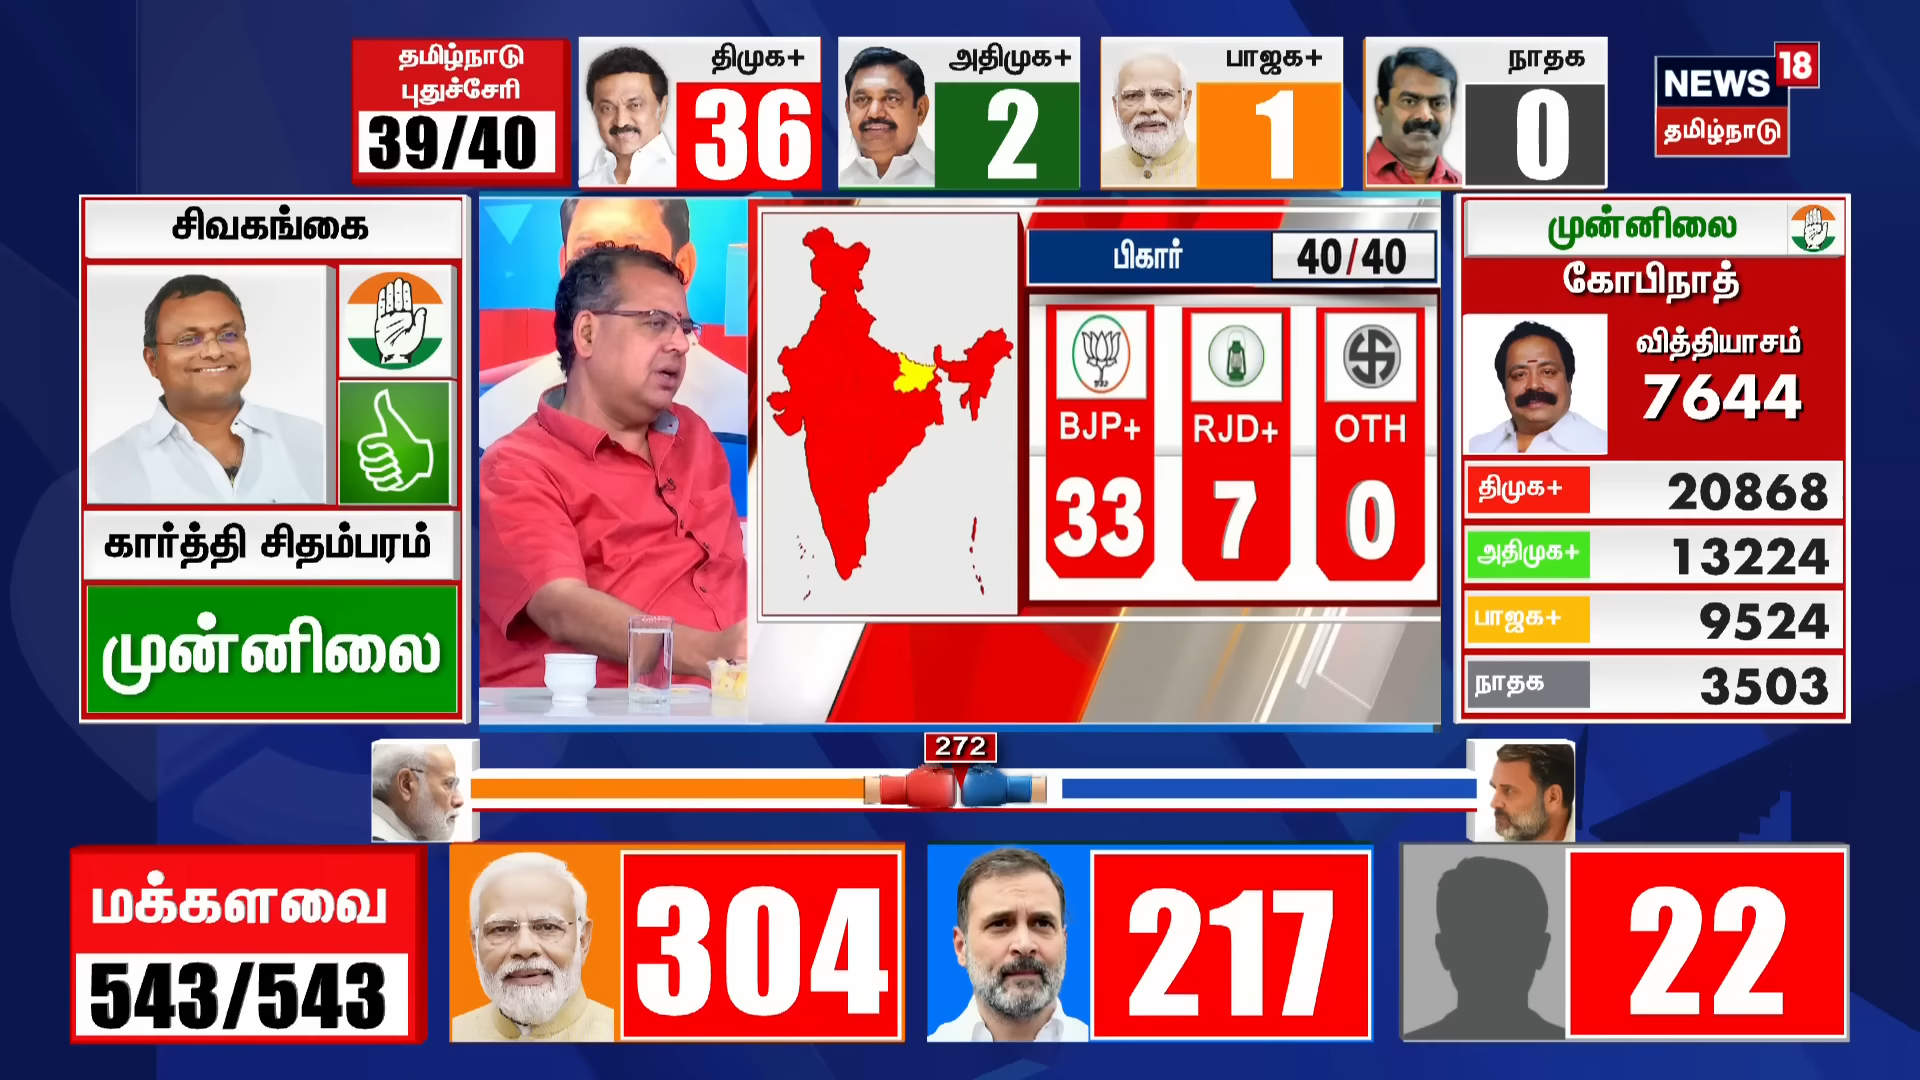 தமிழ்நாடு
புதுச்சேரி
39/40
திமுக+
36
அதிமுக+
2
பாஜக+
1
நாதக
0
NEWS 18
தமிழ்நாடு
சிவகங்கை
கார்த்தி சிதம்பரம்
முன்னிலை
பிகார்
40/40
BJP+
33
RJD+
7
OTH
0
முன்னிலை
கோபிநாத்
வித்தியாசம்
7644
திமுக+ 20868
அதிமுக+ 13224
பாஜக+ 9524
நாதக 3503
272
மக்களவை
543/543
304
217
22